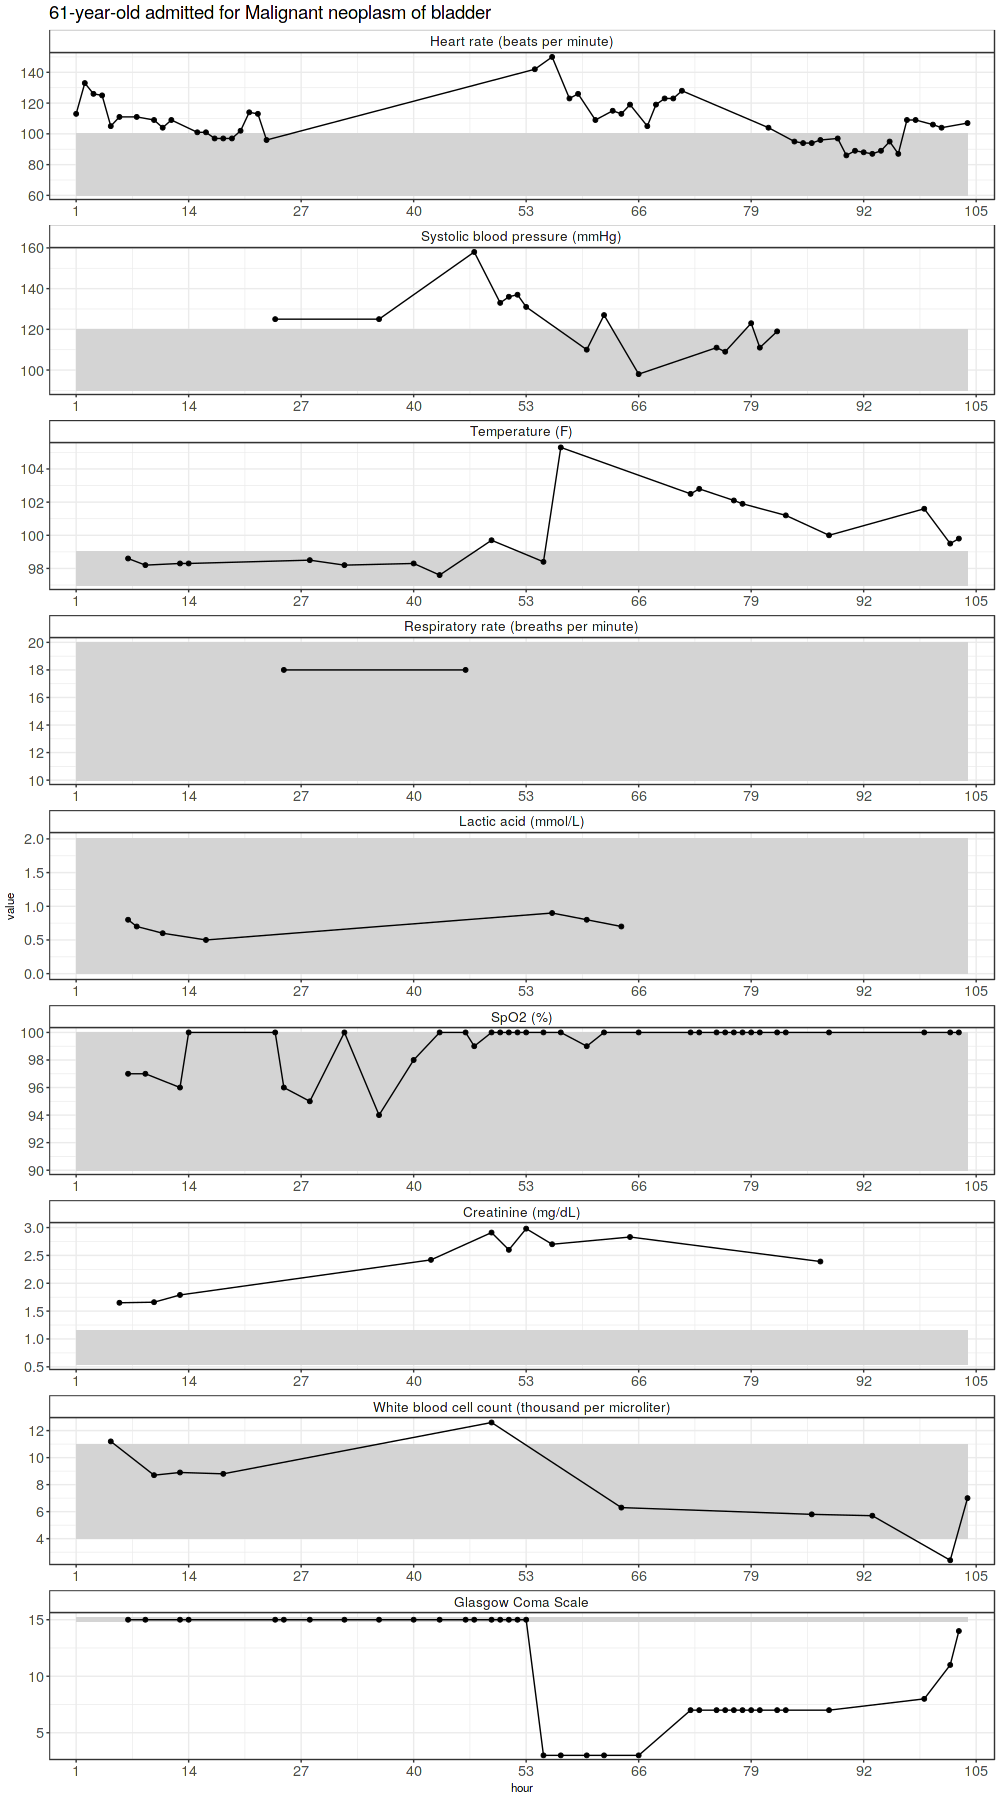 61-year-old admitted for Malignant neoplasm of bladder
Heart rate (beats per minute)
140
120
100
80
60
1 14 27 40 53 66 79 92 105
Systolic blood pressure (mmHg)
160
140
120
100
1 14 27 40 53 66 79 92 105
Temperature (F)
104
102
100
98
1 14 27 40 53 66 79 92 105
Respiratory rate (breaths per minute)
20
18
16
14
12
10
1 14 27 40 53 66 79 92 105
Lactic acid (mmol/L)
2.0
1.5
1.0
0.5
0.0
value
1 14 27 40 53 66 79 92 105
SpO2 (%)
100
98
96
94
92
90
1 14 27 40 53 66 79 92 105
Creatinine (mg/dL)
3.0
2.5
2.0
1.5
1.0
0.5
1 14 27 40 53 66 79 92 105
White blood cell count (thousand per microliter)
12
10
8
6
4
1 14 27 40 53 66 79 92 105
Glasgow Coma Scale
15
10
5
1 14 27 40 53 66 79 92 105
hour